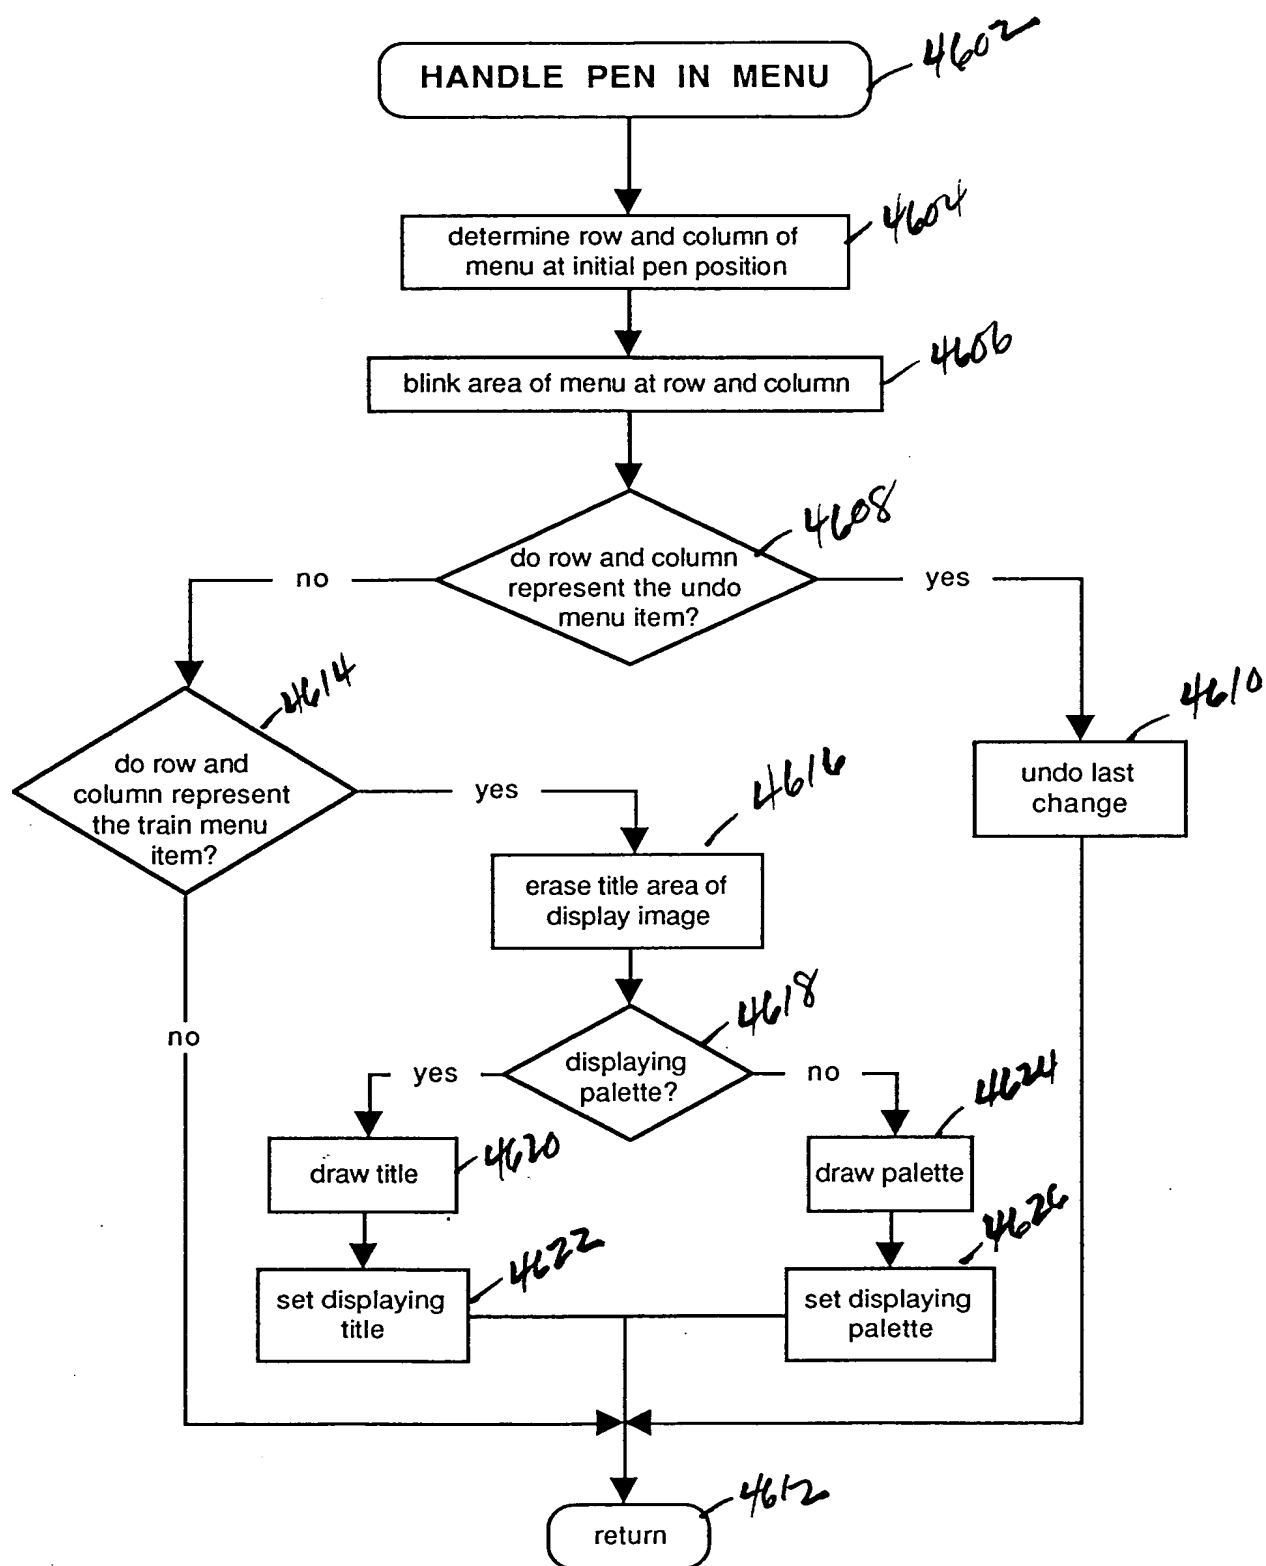 HANDLE PEN IN MENU
4602
determine row and column of
menu at initial pen position
4604
blink area of menu at row and column
4606
do row and column
represent the undo
menu item?
4608
no
yes
do row and
column represent
the train menu
item?
4614
yes
no
undo last
change
4610
erase title area of
display image
4616
displaying
palette?
4618
yes
no
draw title
4620
draw palette
4624
set displaying
title
4622
set displaying
palette
4626
return
4612